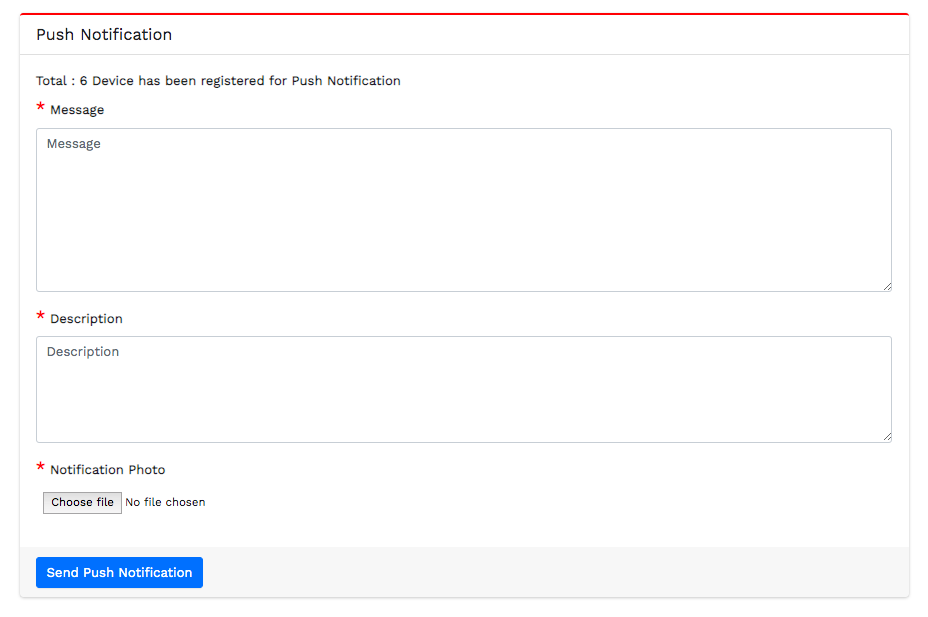 Push Notification
Total : 6 Device has been registered for Push Notification
* Message
Message
* Description
Description
* Notification Photo
Choose file No file chosen
Send Push Notification